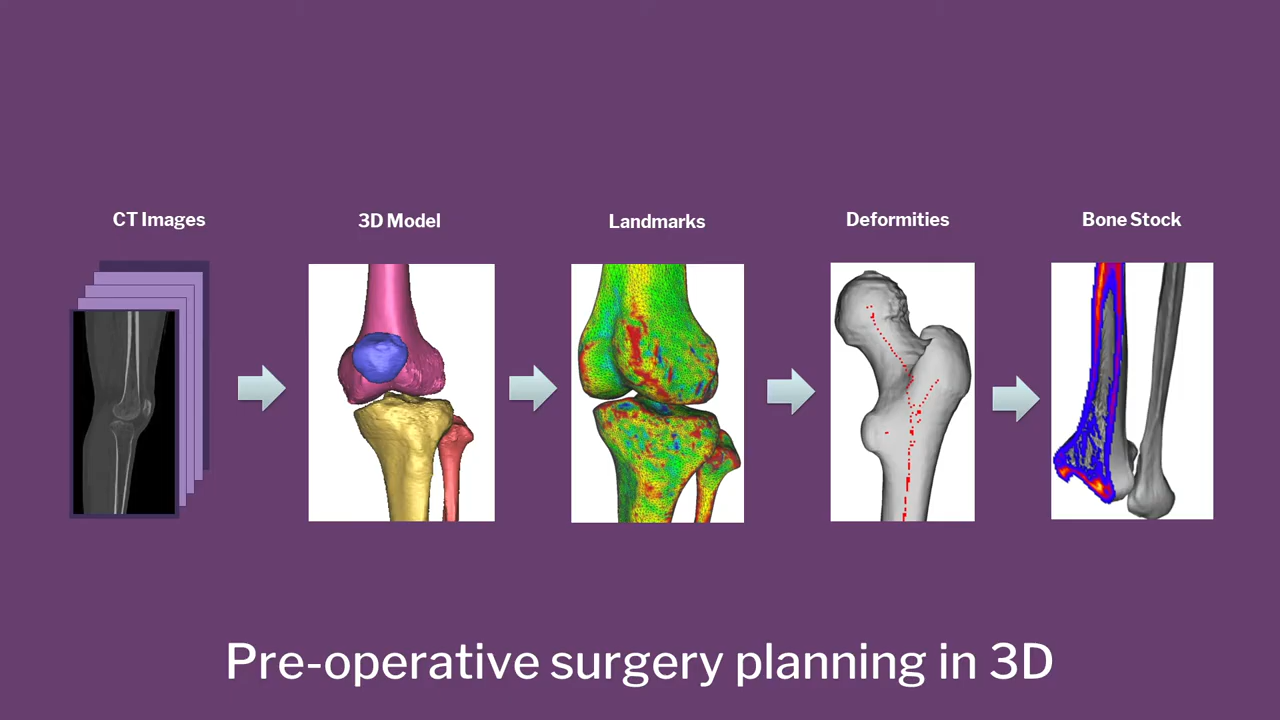 CT Images
3D Model
Landmarks
Deformities
Bone Stock
Pre-operative surgery planning in 3D